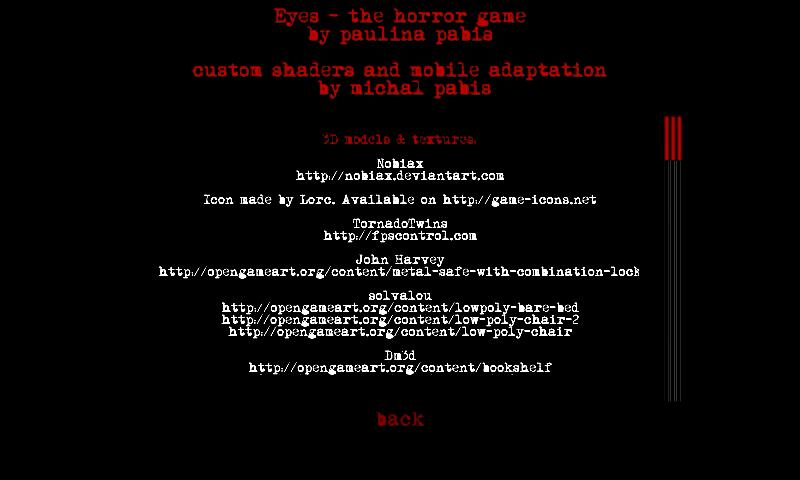 Eyes - the horror game
by paulina pabis
custom shaders and mobile adaptation
by michal pabis
3D models & textures
Nobiax
http://nobiax.deviantart.com
Icon made by Lorc. Available on http://game-icons.net
TornadoTwins
http://fpscontrol.com
John Harvey
http://opengameart.org/content/metal-safe-with-combination-lock
solvalou
http://opengameart.org/content/lowpoly-bare-bed
http://opengameart.org/content/low-poly-chair-2
http://opengameart.org/content/low-poly-chair
Dm3d
http://opengameart.org/content/bookshelf
back